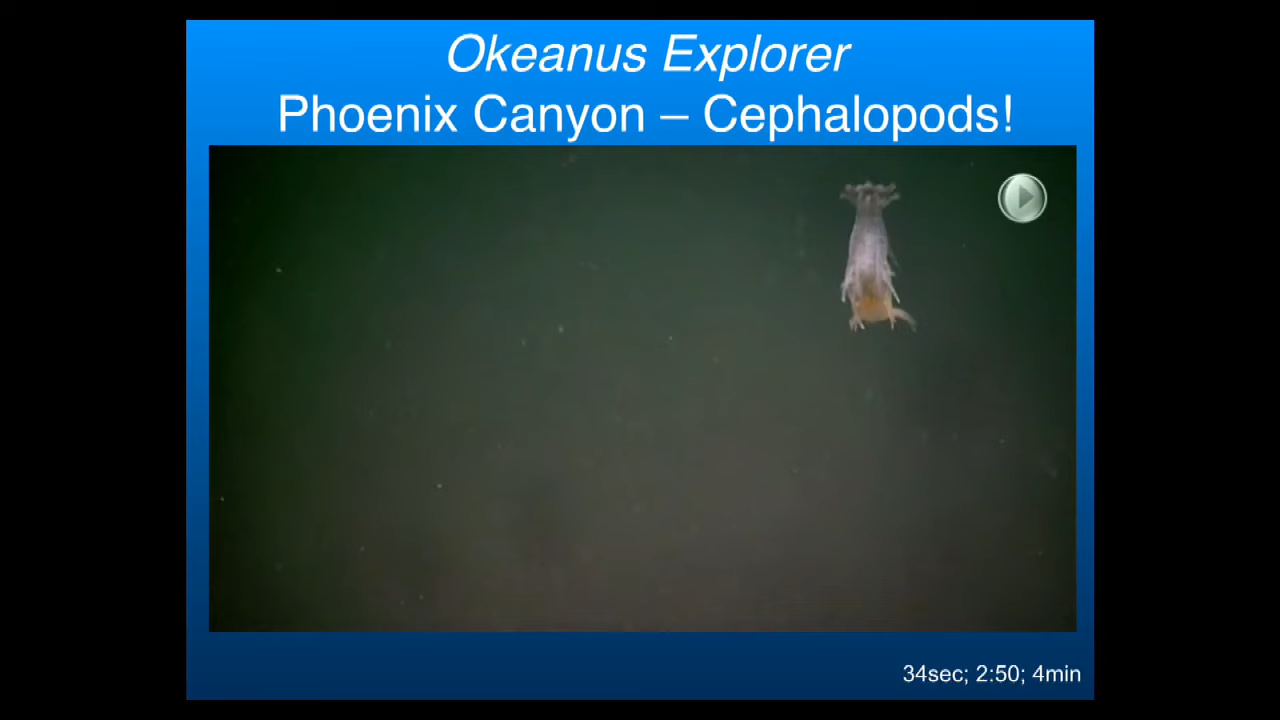 Okeanus Explorer
Phoenix Canyon – Cephalopods!
34sec; 2:50; 4min